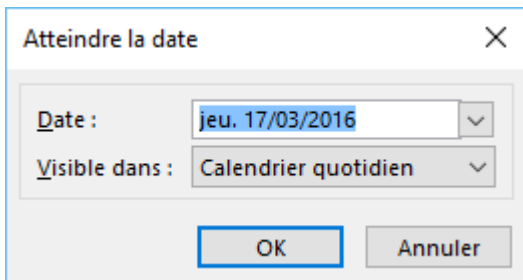 Atteindre la date
Date : jeu. 17/03/2016
Visible dans : Calendrier quotidien
OK Annuler